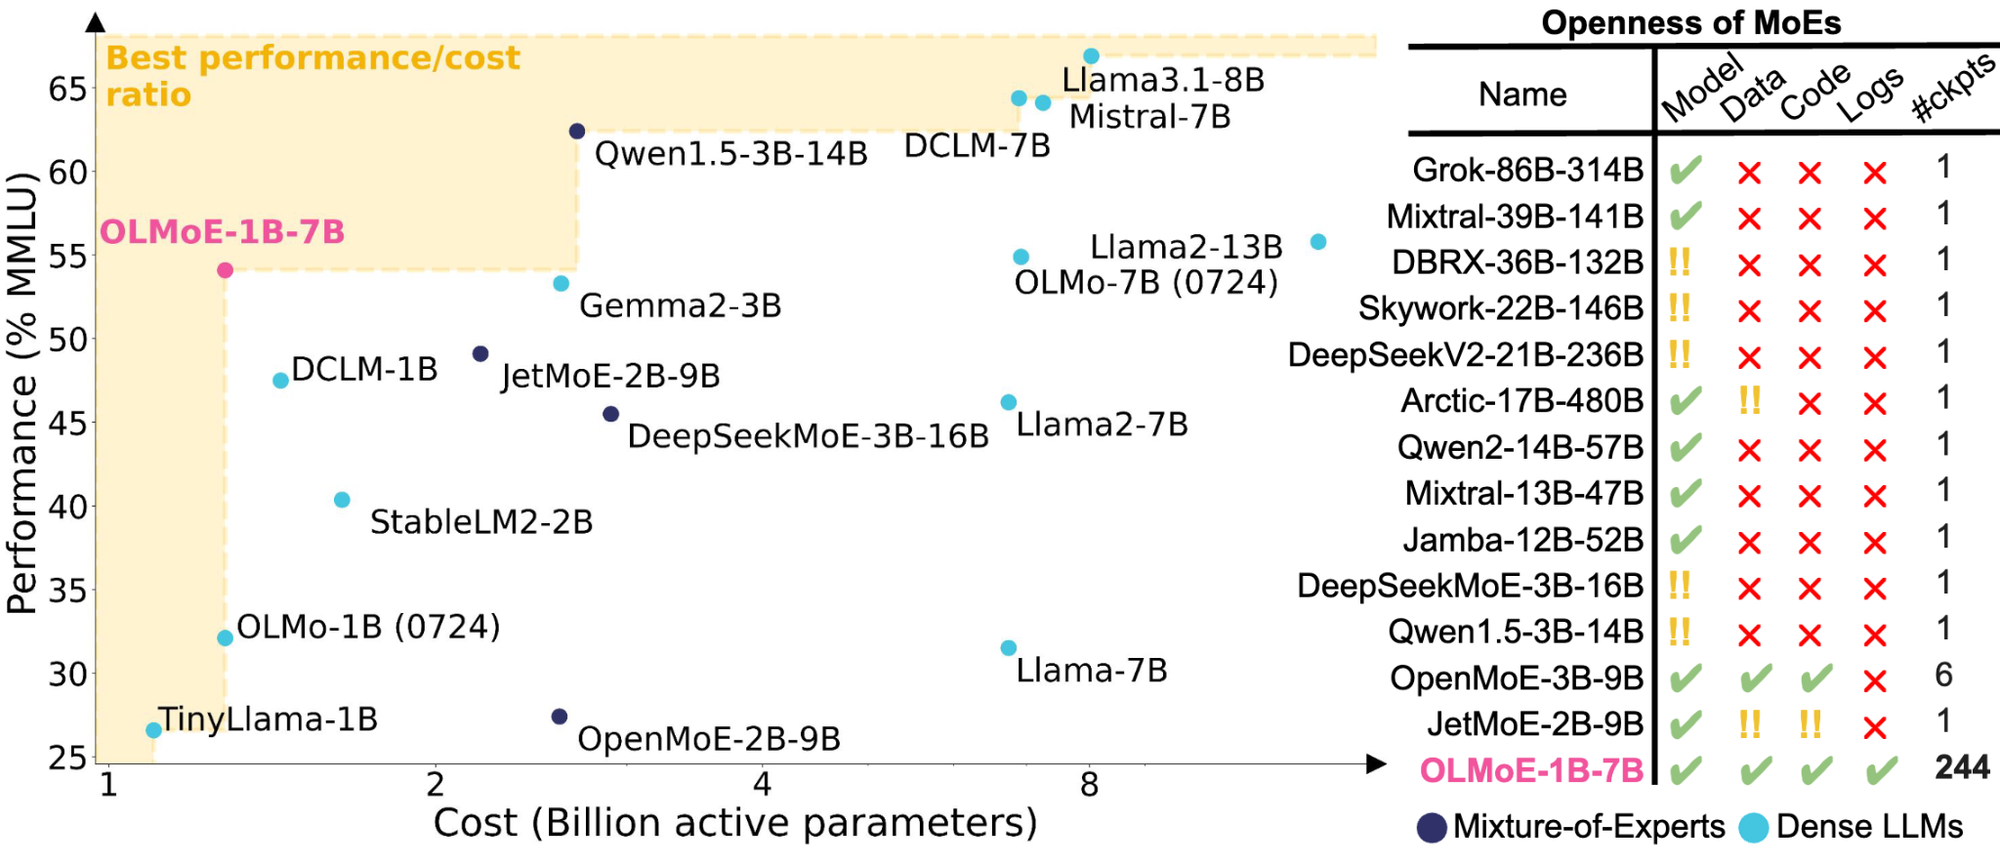 Best performance/cost
ratio
Performance (% MMLU)
65
60
55
50
45
40
35
30
25
Llama3.1-8B
Mistral-7B
DCLM-7B
Qwen1.5-3B-14B
OLMoE-1B-7B
Llama2-13B
OLMo-7B (0724)
Gemma2-3B
DCLM-1B
JetMoE-2B-9B
DeepSeekMoE-3B-16B
Llama2-7B
StableLM2-2B
OLMo-1B (0724)
Llama-7B
TinyLlama-1B
OpenMoE-2B-9B
1 2 4 8
Cost (Billion active parameters)
Openness of MoEs
Name Model Data Code Logs #ckpts
Grok-86B-314B ✔ ✕ ✕ ✕ 1
Mixtral-39B-141B ✔ ✕ ✕ ✕ 1
DBRX-36B-132B !! ✕ ✕ ✕ 1
Skywork-22B-146B !! ✕ ✕ ✕ 1
DeepSeekV2-21B-236B !! ✕ ✕ ✕ 1
Arctic-17B-480B ✔ !! ✕ ✕ 1
Qwen2-14B-57B ✔ ✕ ✕ ✕ 1
Mixtral-13B-47B ✔ ✕ ✕ ✕ 1
Jamba-12B-52B ✔ ✕ ✕ ✕ 1
DeepSeekMoE-3B-16B !! ✕ ✕ ✕ 1
Qwen1.5-3B-14B !! ✕ ✕ ✕ 1
OpenMoE-3B-9B ✔ ✔ ✔ ✕ 6
JetMoE-2B-9B ✔ !! !! ✕ 1
OLMoE-1B-7B ✔ ✔ ✔ ✔ 244
Mixture-of-Experts Dense LLMs